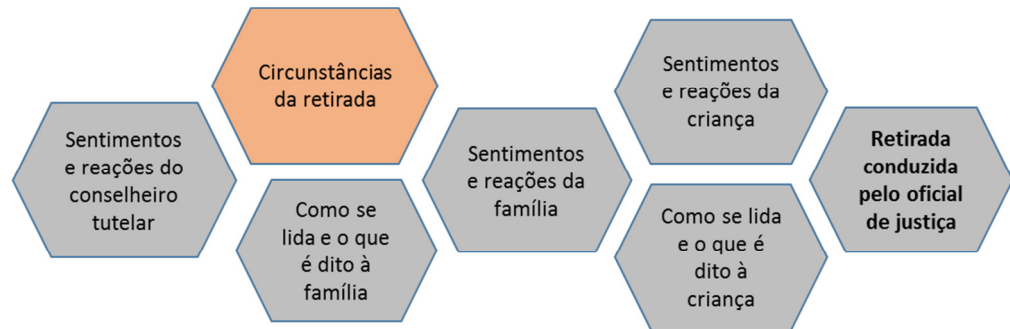 Sentimentos
e reações do
conselheiro
tutelar
Circunstâncias
da retirada
Como se
lida e o que
é dito à
família
Sentimentos
e reações da
família
Sentimentos
e reações da
criança
Como se lida
e o que é
dito à
criança
Retirada
conduzida
pelo oficial
de justiça